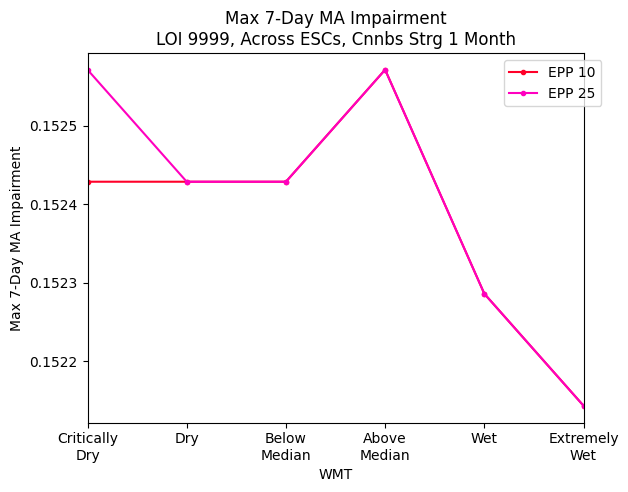 Max 7-Day MA Impairment
LOI 9999, Across ESCs, Cnnbs Strg 1 Month
EPP 10
EPP 25
Max 7-Day MA Impairment
0.1525
0.1524
0.1523
0.1522
Critically
Dry
Dry
Below
Median
Above
Median
Wet
Extremely
Wet
WMT